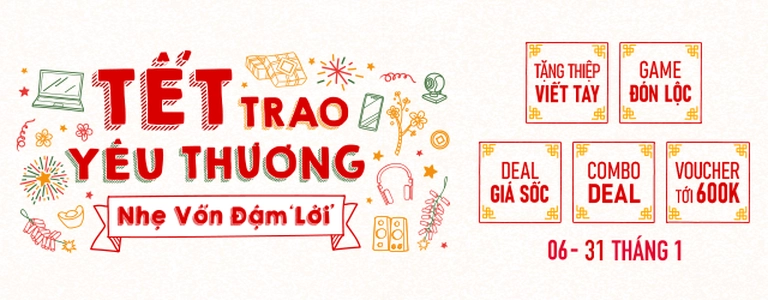 TẾT TRAO
YÊU THƯƠNG
Nhẹ Vốn Đậm 'Lời'
TẶNG THIỆP
VIẾT TAY
GAME
ĐÓN LỘC
DEAL
GIÁ SỐC
COMBO
DEAL
VOUCHER
TỚI 600K
06 - 31 THÁNG 1